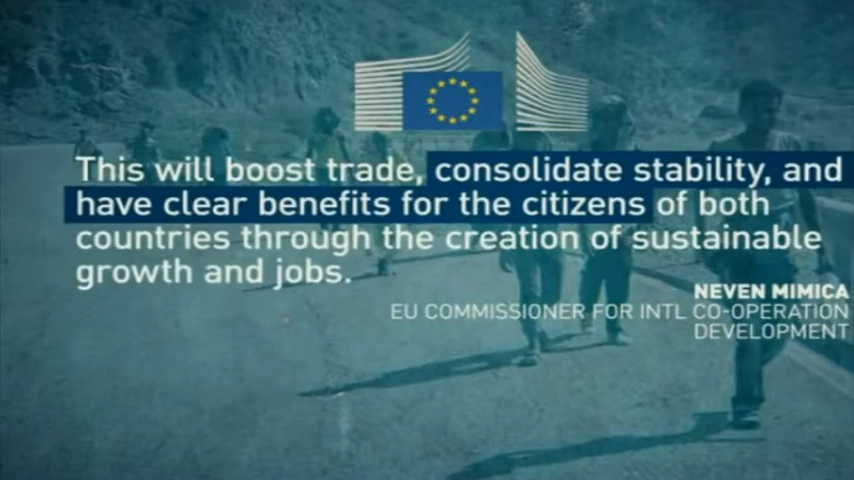 This will boost trade, consolidate stability, and
have clear benefits for the citizens of both
countries through the creation of sustainable
growth and jobs.
NEVEN MIMICA
EU COMMISSIONER FOR INTL CO-OPERATION
DEVELOPMENT